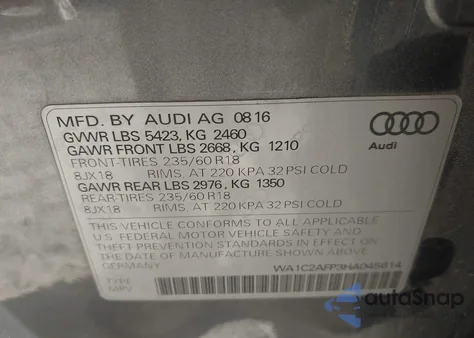 MFD. BY AUDI AG 08 16
GVWR LBS 5423, KG 2460
GAWR FRONT LBS 2668, KG 1210
FRONT-TIRES 235/60 R18
8JX18 RIMS, AT 220 KPA 32 PSI COLD
GAWR REAR LBS 2976, KG 1350
REAR-TIRES 235/60 R18
8JX18 RIMS, AT 220 KPA 32 PSI COLD
THIS VEHICLE CONFORMS TO ALL APPLICABLE
U.S. FEDERAL MOTOR VEHICLE SAFETY AND
THEFT PREVENTION STANDARDS IN EFFECT ON
THE DATE OF MANUFACTURE SHOWN ABOVE
GERMANY WA1C2AFP3HA045614
TYPE
MPV
Audi
autoSnap